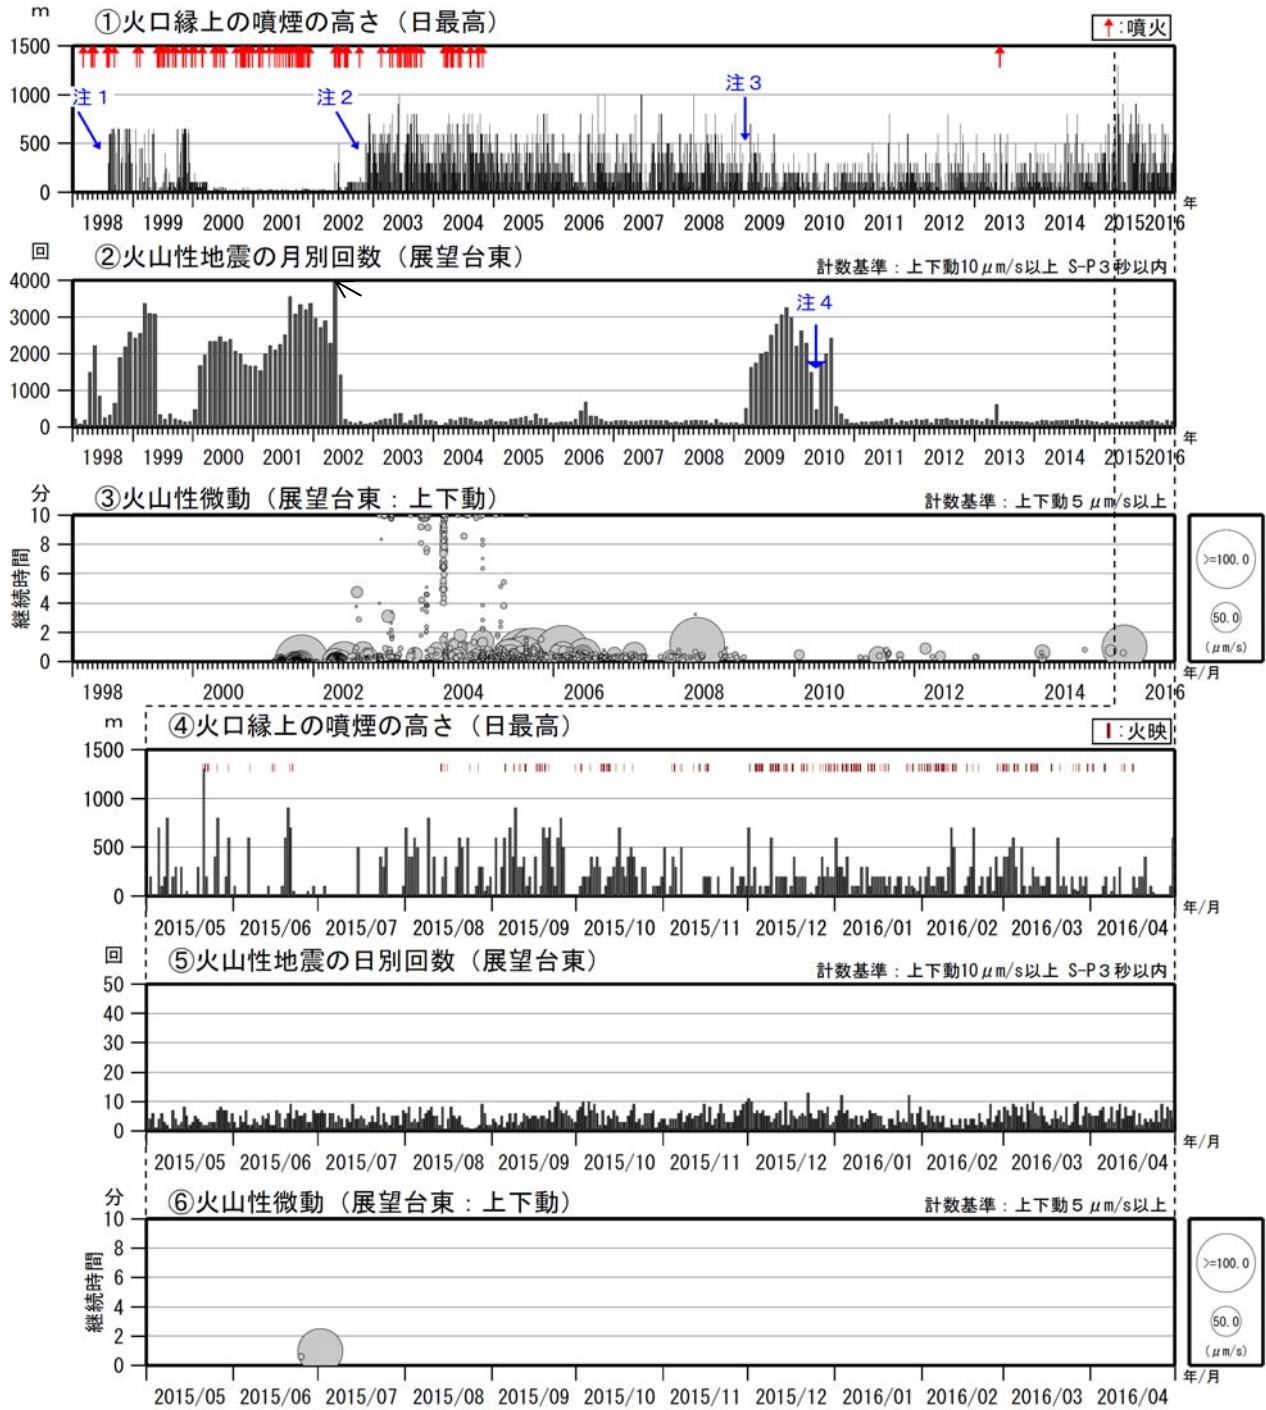 m ①火口縁上の噴煙の高さ（日最高） ↑:噴火
1500
1000
500
0
注1
注2
注3
1998 1999 2000 2001 2002 2003 2004 2005 2006 2007 2008 2009 2010 2011 2012 2013 2014 2015 2016 年
回 ②火山性地震の月別回数（展望台東） 計数基準：上下動10μm/s以上 S-P3秒以内
4000
3000
2000
1000
0
注4
1998 1999 2000 2001 2002 2003 2004 2005 2006 2007 2008 2009 2010 2011 2012 2013 2014 2015 2016 年
分 ③火山性微動（展望台東：上下動） 計数基準：上下動5μm/s以上
継続時間
10
8
6
4
2
0
>=100.0
50.0
(μm/s)
1998 2000 2002 2004 2006 2008 2010 2012 2014 2016 年/月
m ④火口縁上の噴煙の高さ（日最高） :火映
1500
1000
500
0
2015/05 2015/06 2015/07 2015/08 2015/09 2015/10 2015/11 2015/12 2016/01 2016/02 2016/03 2016/04 年/月
回 ⑤火山性地震の日別回数（展望台東） 計数基準：上下動10μm/s以上 S-P3秒以内
50
40
30
20
10
0
2015/05 2015/06 2015/07 2015/08 2015/09 2015/10 2015/11 2015/12 2016/01 2016/02 2016/03 2016/04 年/月
分 ⑥火山性微動（展望台東：上下動） 計数基準：上下動5μm/s以上
継続時間
10
8
6
4
2
0
>=100.0
50.0
(μm/s)
2015/05 2015/06 2015/07 2015/08 2015/09 2015/10 2015/11 2015/12 2016/01 2016/02 2016/03 2016/04 年/月